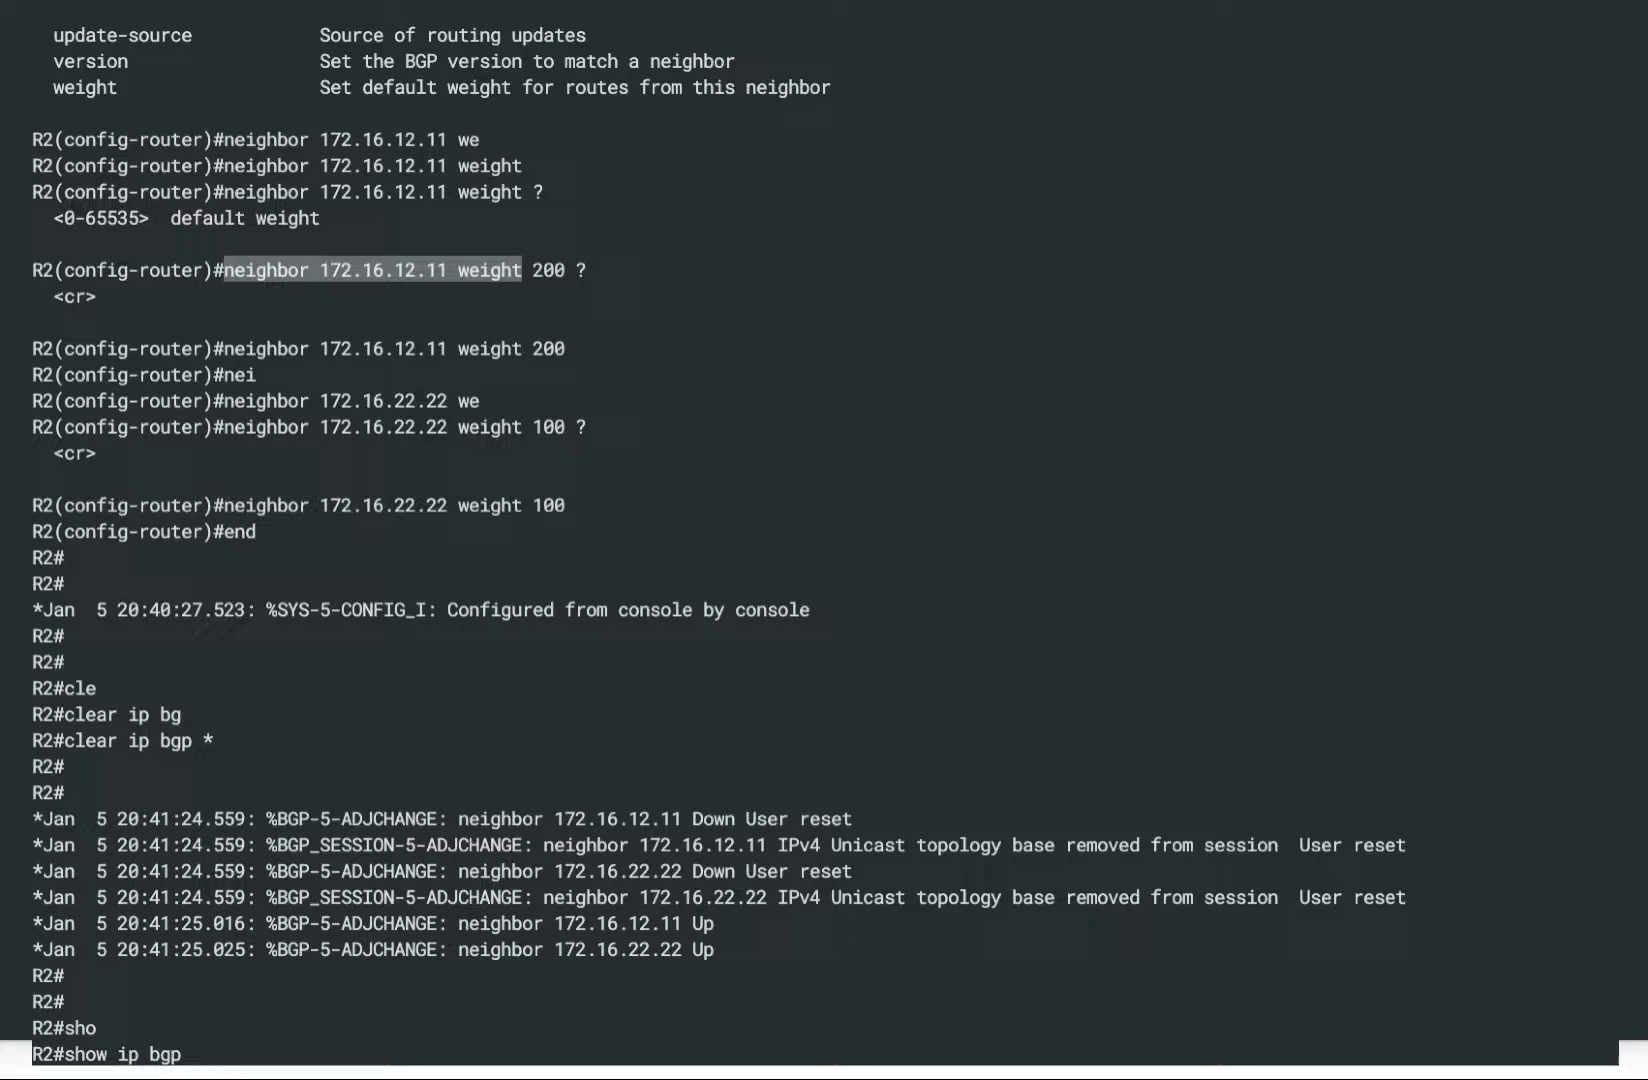 update-source Source of routing updates
version Set the BGP version to match a neighbor
weight Set default weight for routes from this neighbor
R2(config-router)#neighbor 172.16.12.11 we
R2(config-router)#neighbor 172.16.12.11 weight
R2(config-router)#neighbor 172.16.12.11 weight ?
<0-65535> default weight
R2(config-router)#neighbor 172.16.12.11 weight 200 ?
<cr>
R2(config-router)#neighbor 172.16.12.11 weight 200
R2(config-router)#nei
R2(config-router)#neighbor 172.16.22.22 we
R2(config-router)#neighbor 172.16.22.22 weight 100 ?
<cr>
R2(config-router)#neighbor 172.16.22.22 weight 100
R2(config-router)#end
R2#
R2#
*Jan 5 20:40:27.523: %SYS-5-CONFIG_I: Configured from console by console
R2#
R2#
R2#cle
R2#clear ip bg
R2#clear ip bgp *
R2#
R2#
*Jan 5 20:41:24.559: %BGP-5-ADJCHANGE: neighbor 172.16.12.11 Down User reset
*Jan 5 20:41:24.559: %BGP_SESSION-5-ADJCHANGE: neighbor 172.16.12.11 IPv4 Unicast topology base removed from session User reset
*Jan 5 20:41:24.559: %BGP-5-ADJCHANGE: neighbor 172.16.22.22 Down User reset
*Jan 5 20:41:24.559: %BGP_SESSION-5-ADJCHANGE: neighbor 172.16.22.22 IPv4 Unicast topology base removed from session User reset
*Jan 5 20:41:25.016: %BGP-5-ADJCHANGE: neighbor 172.16.12.11 Up
*Jan 5 20:41:25.025: %BGP-5-ADJCHANGE: neighbor 172.16.22.22 Up
R2#
R2#
R2#sho
R2#show ip bgp